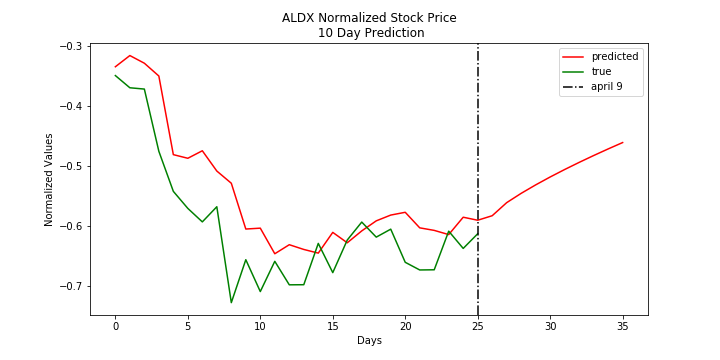 ALDX Normalized Stock Price
10 Day Prediction
−0.3
−0.4
−0.5
−0.6
−0.7
Normalized Values
predicted
true
april 9
0 5 10 15 20 25 30 35
Days